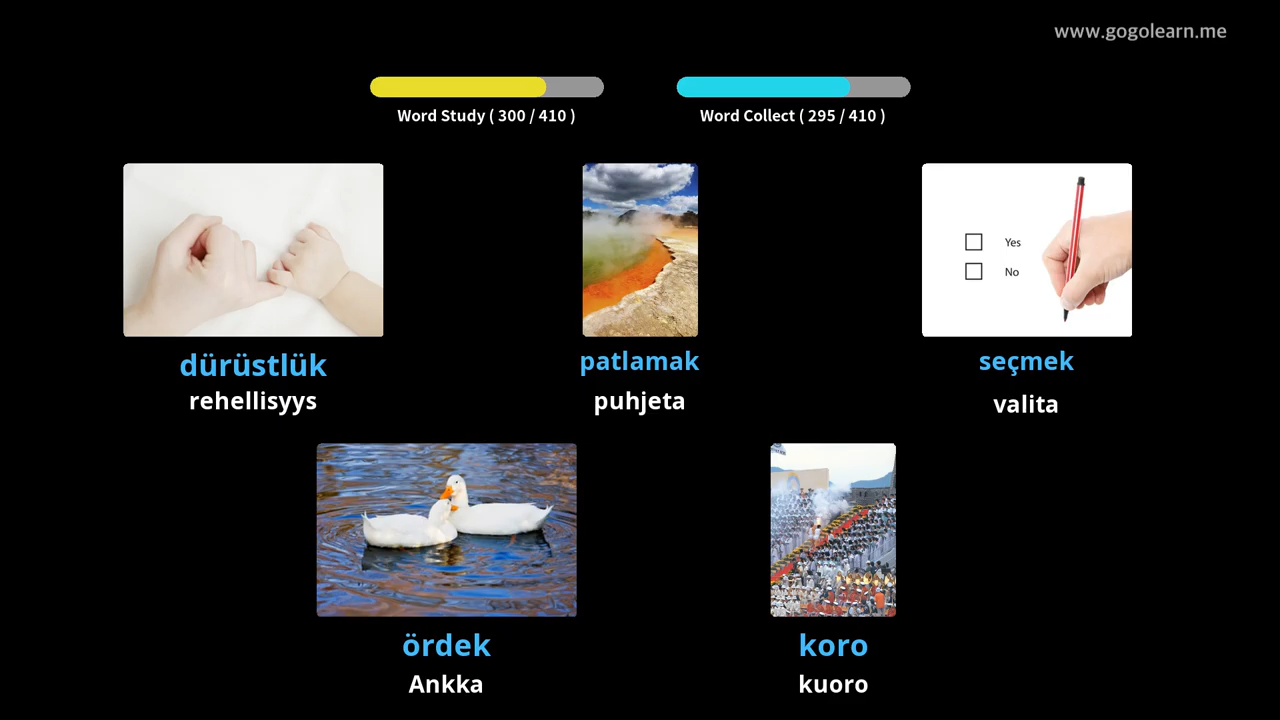 www.gogolearn.me
Word Study ( 300 / 410 )
Word Collect ( 295 / 410 )
Yes
No
dürüstlük
rehellisyys
patlamak
puhjeta
seçmek
valita
ördek
Ankka
koro
kuoro